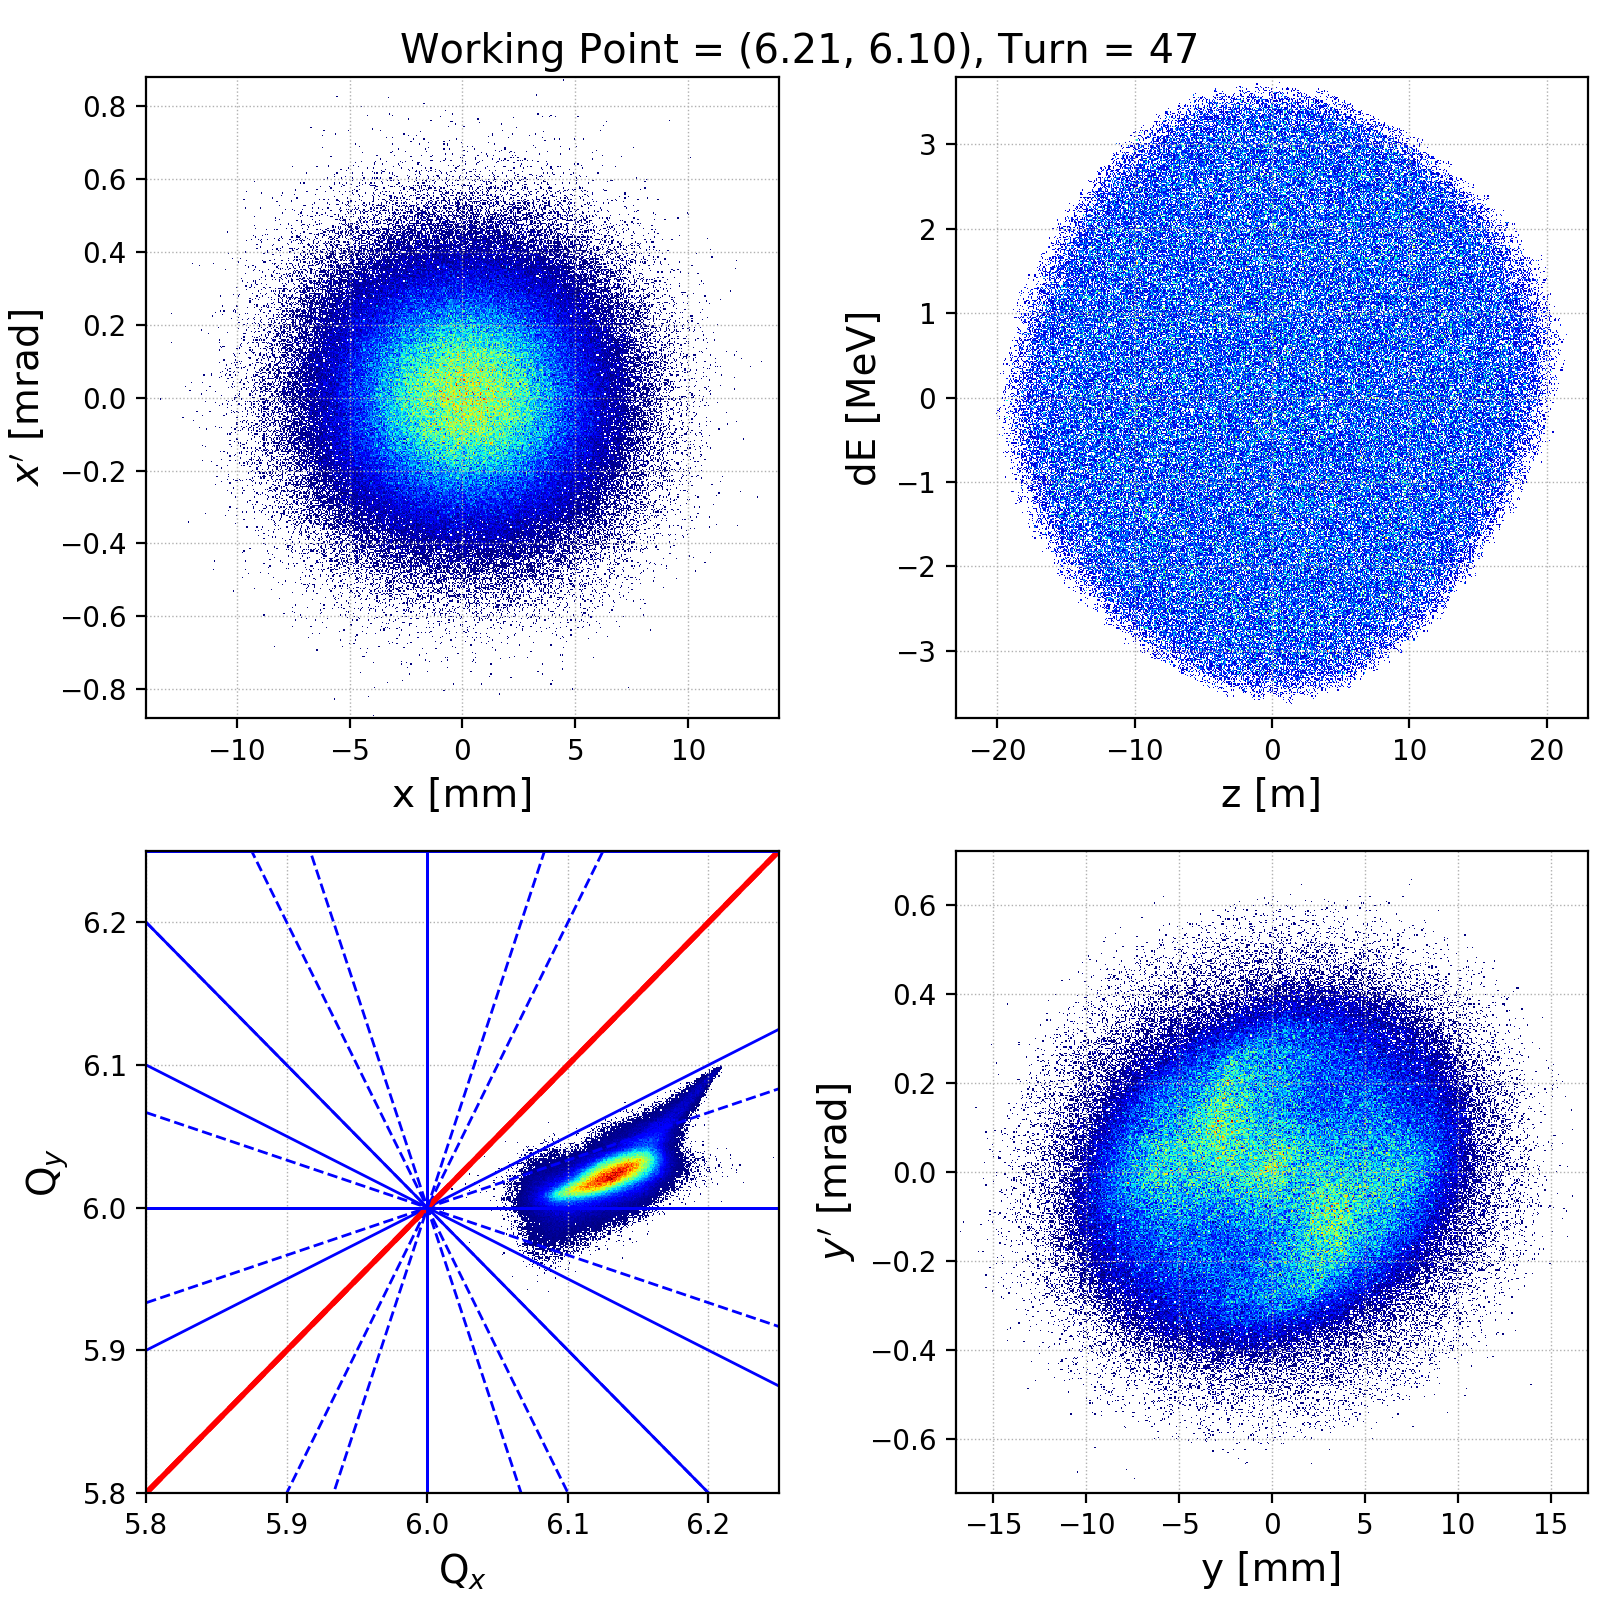 Working Point = (6.21, 6.10), Turn = 47
0.8
0.6
0.4
0.2
0.0
−0.2
−0.4
−0.6
−0.8
x′ [mrad]
−10 −5 0 5 10
x [mm]
3
2
1
0
−1
−2
−3
dE [MeV]
−20 −10 0 10 20
z [m]
6.2
6.1
6.0
5.9
5.8
Qy
5.8 5.9 6.0 6.1 6.2
Qx
0.6
0.4
0.2
0.0
−0.2
−0.4
−0.6
y′ [mrad]
−15 −10 −5 0 5 10 15
y [mm]